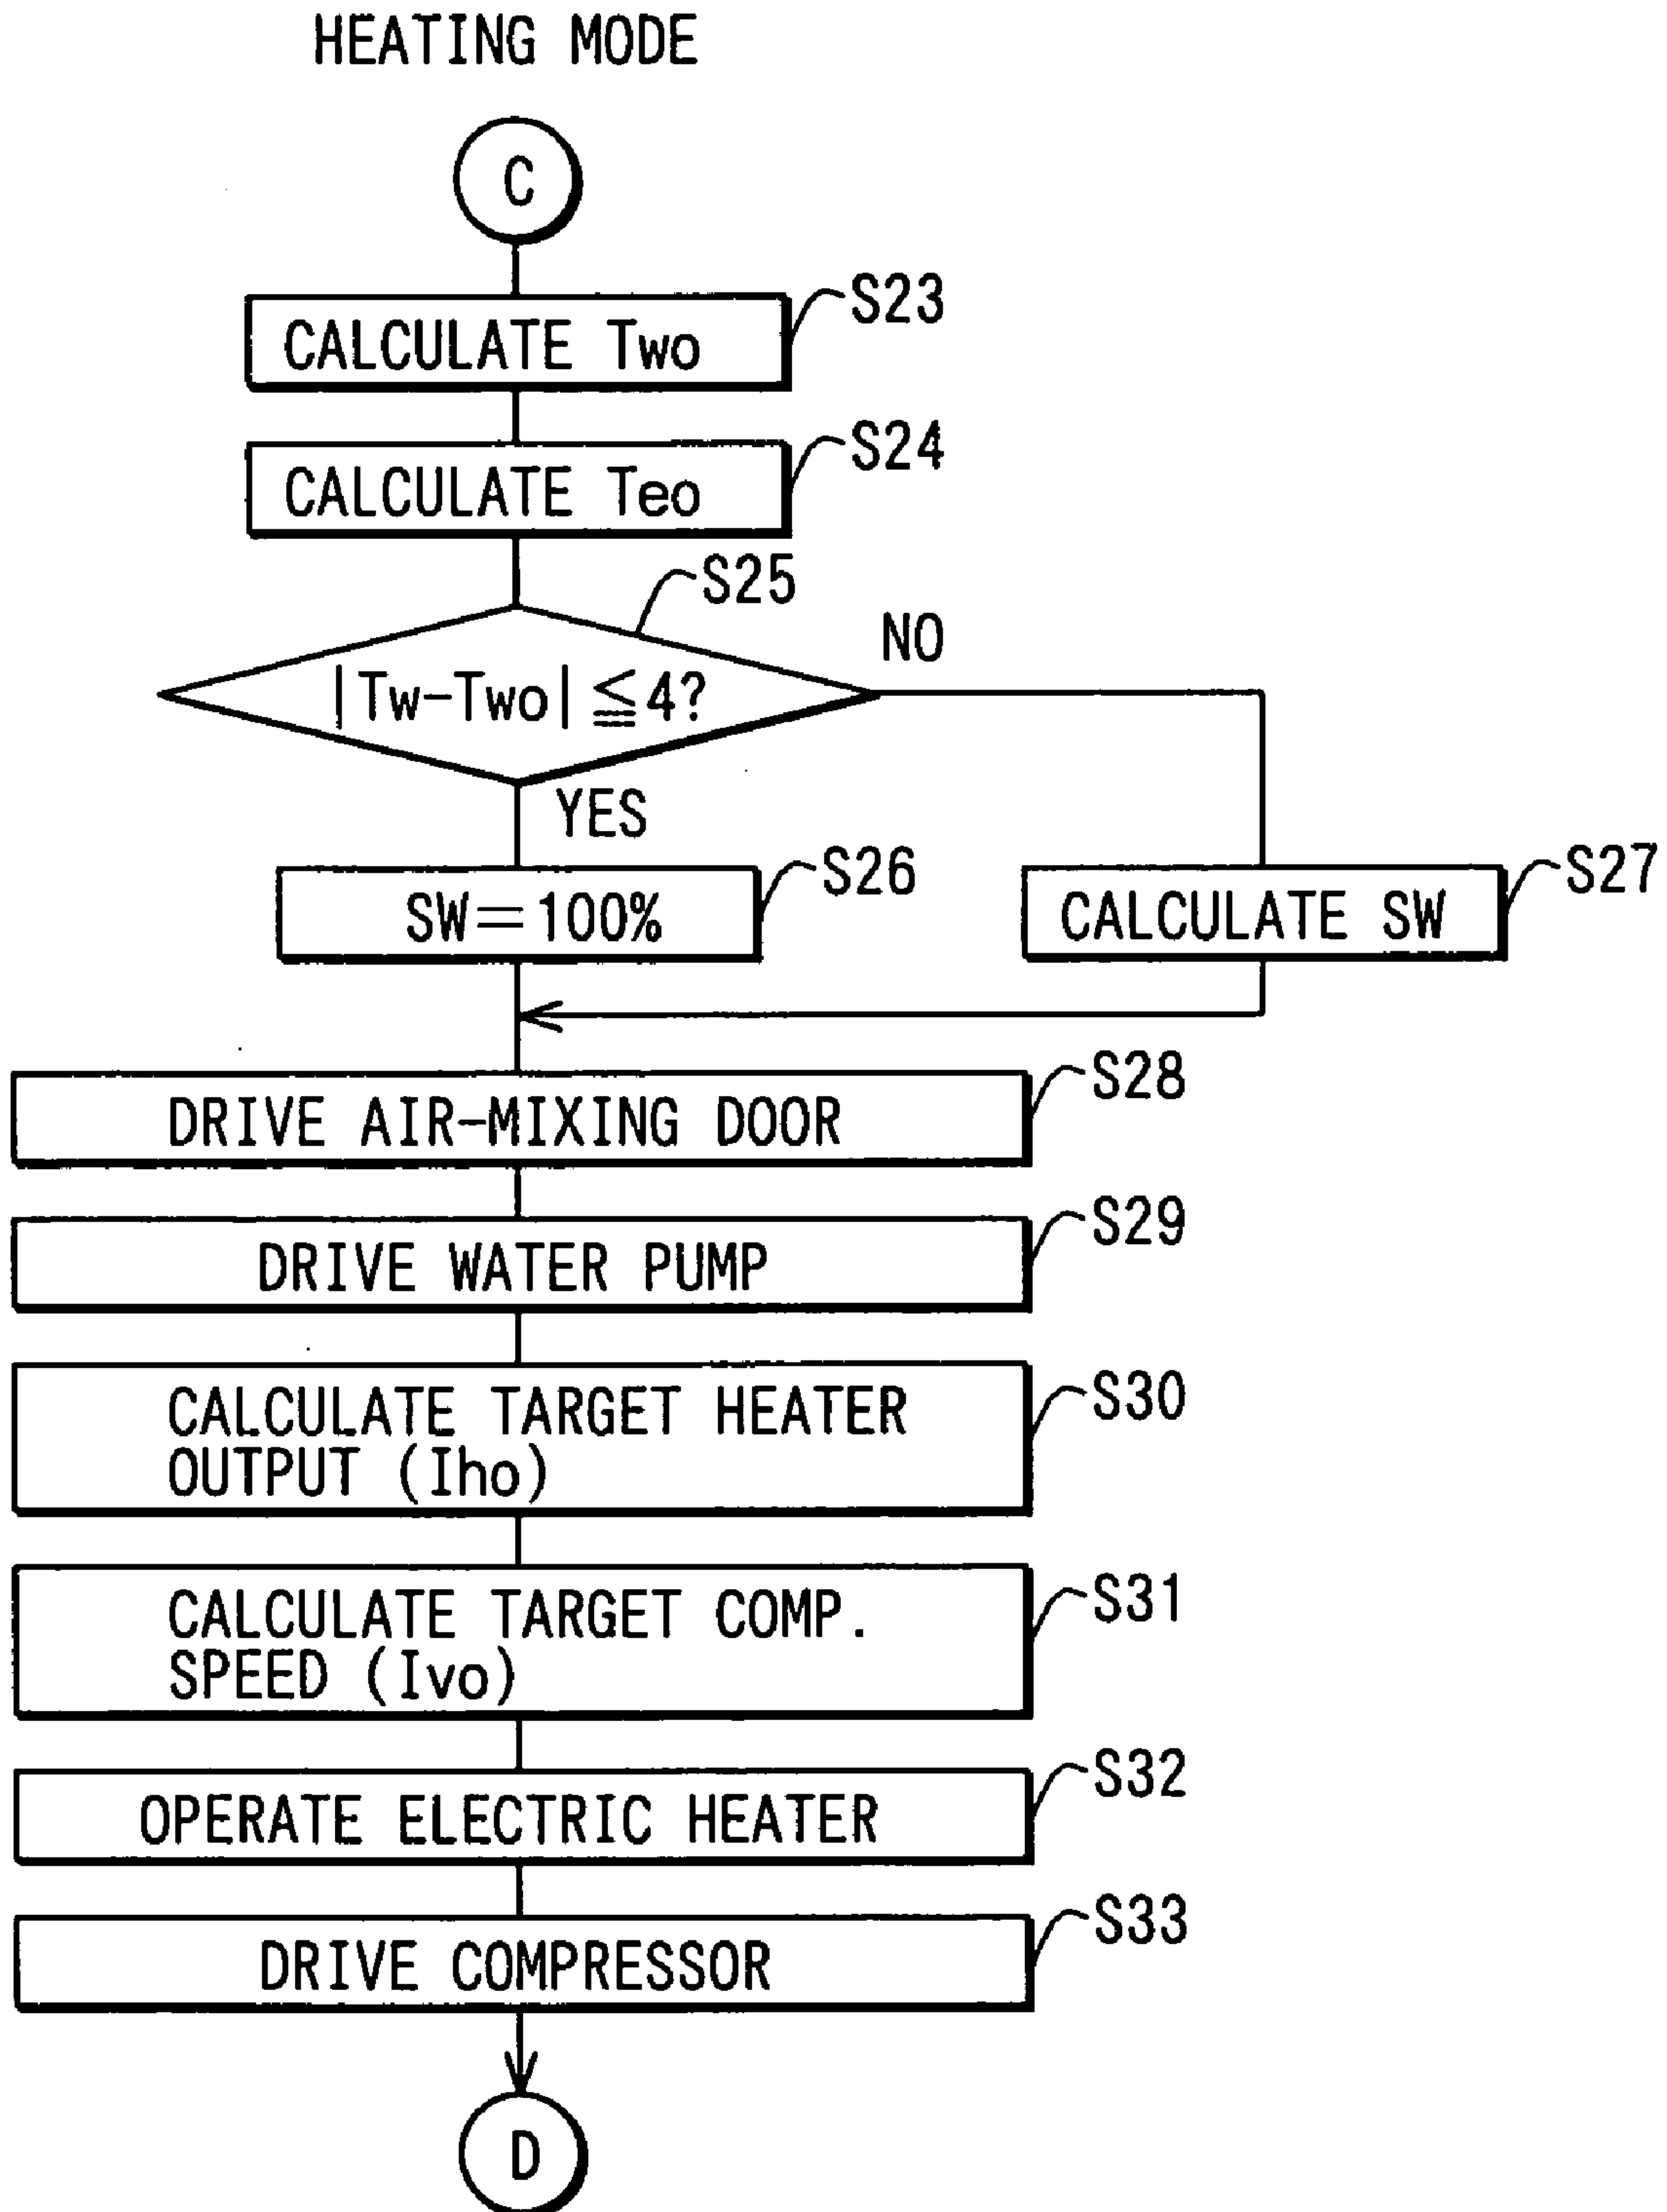 HEATING MODE
C
CALCULATE Two
S23
CALCULATE Teo
S24
S25
|Tw-Two|≦4?
NO
YES
SW=100%
S26
CALCULATE SW
S27
DRIVE AIR-MIXING DOOR
S28
DRIVE WATER PUMP
S29
CALCULATE TARGET HEATER
OUTPUT (Iho)
S30
CALCULATE TARGET COMP.
SPEED (Ivo)
S31
OPERATE ELECTRIC HEATER
S32
DRIVE COMPRESSOR
S33
D